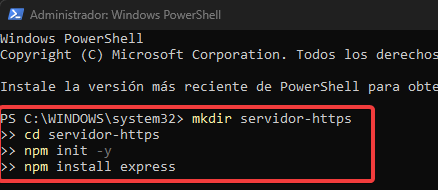 Administrador: Windows PowerShell
Windows PowerShell
Copyright (C) Microsoft Corporation. Todos los derechos
Instale la versión más reciente de PowerShell para obte
PS C:\WINDOWS\system32> mkdir servidor-https
>> cd servidor-https
>> npm init -y
>> npm install express